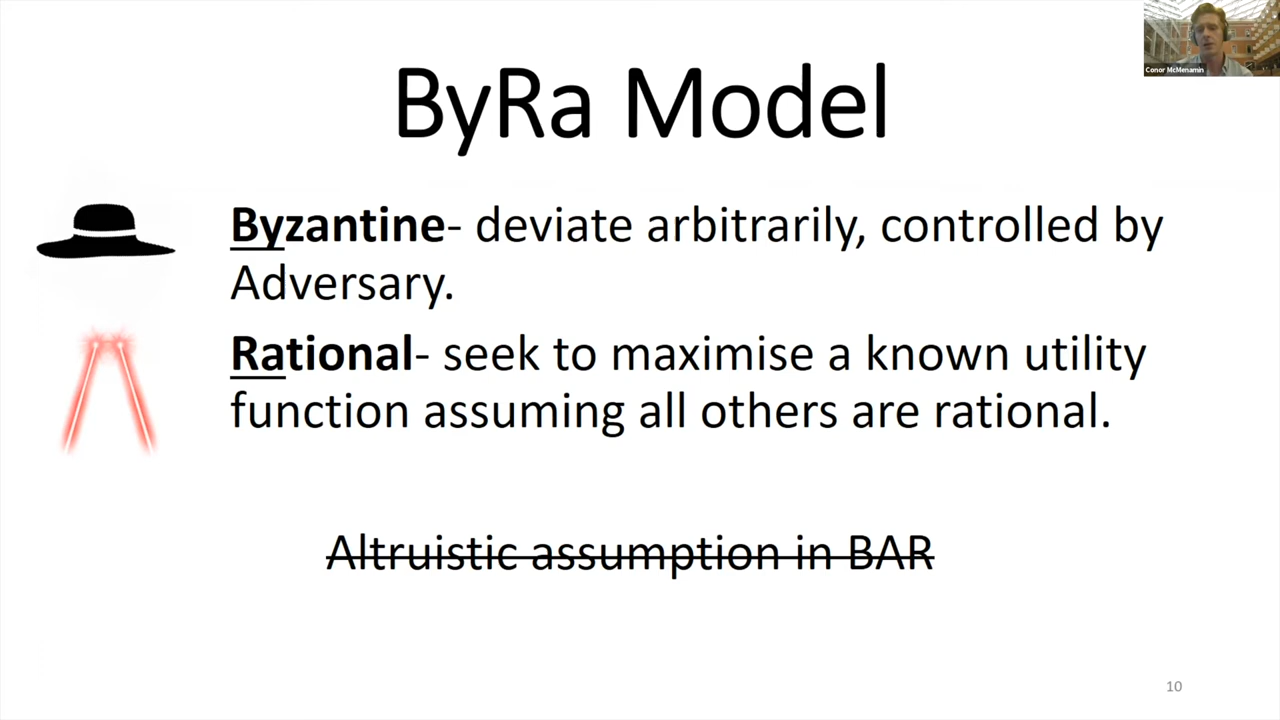 Conor McMenamin
ByRa Model
Byzantine- deviate arbitrarily, controlled by
Adversary.
Rational- seek to maximise a known utility
function assuming all others are rational.
Altruistic assumption in BAR
10